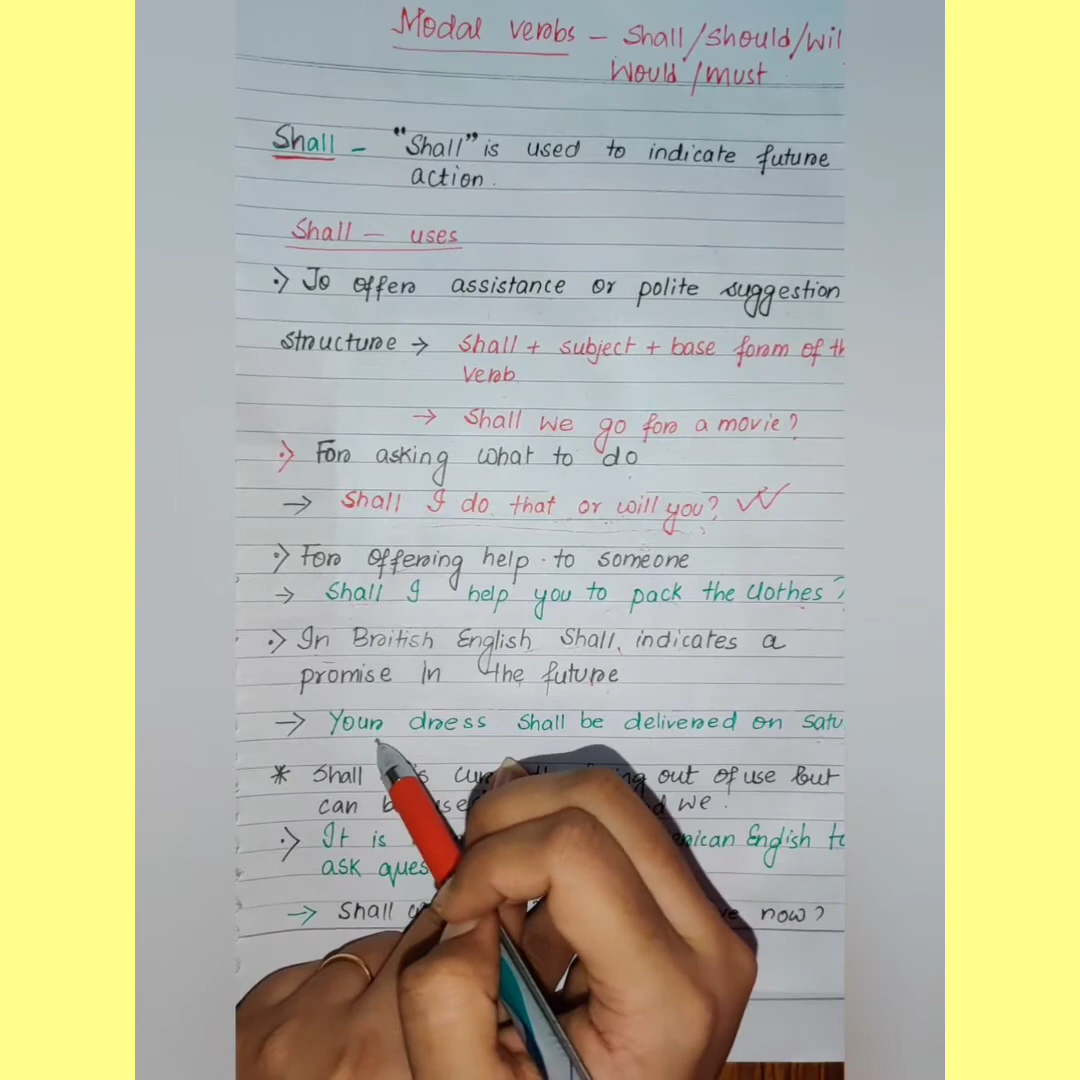 Modal verbs - Shall/Should/wil
Would/must
Shall - "Shall" is used to indicate future
action.
Shall - uses
:) To offer assistance or polite suggestion
structure → Shall + subject + base form of th
verb
→ Shall we go for a movie?
:) For asking what to do
→ Shall I do that or will you?
:) For offering help to someone
→ Shall I help you to pack the clothes?
:) In British English Shall, indicates a
promise in the future
→ Your dress shall be delivered on satu
* Shall out of use but
can we.
:) It is English to
ask
→ Shall now?